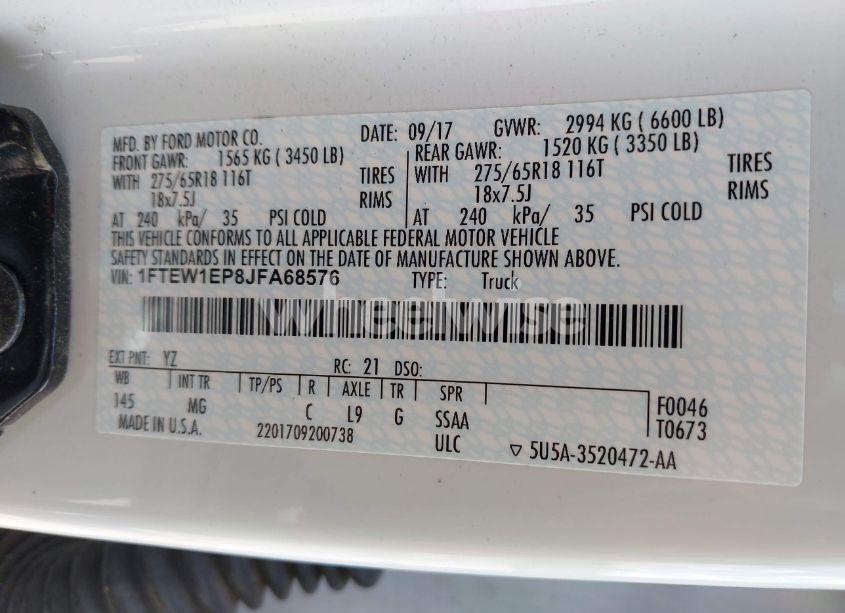 MFD. BY FORD MOTOR CO. DATE: 09/17 GVWR: 2994 KG ( 6600 LB)
FRONT GAWR: 1565 KG ( 3450 LB) REAR GAWR: 1520 KG ( 3350 LB)
WITH 275/65R18 116T TIRES WITH 275/65R18 116T TIRES
18x7.5J RIMS 18x7.5J RIMS
AT 240 kPa/ 35 PSI COLD AT 240 kPa/ 35 PSI COLD
THIS VEHICLE CONFORMS TO ALL APPLICABLE FEDERAL MOTOR VEHICLE
SAFETY STANDARDS IN EFFECT ON THE DATE OF MANUFACTURE SHOWN ABOVE.
VIN: 1FTEW1EP8JFA68576 TYPE: Truck
Wheelwise
EXT PNT: YZ RC: 21 DSO:
WB INT TR TP/PS R AXLE TR SPR
145 MG C L9 G SSAA F0046
MADE IN U.S.A. 2201709200738 ULC T0673
▽ 5U5A-3520472-AA